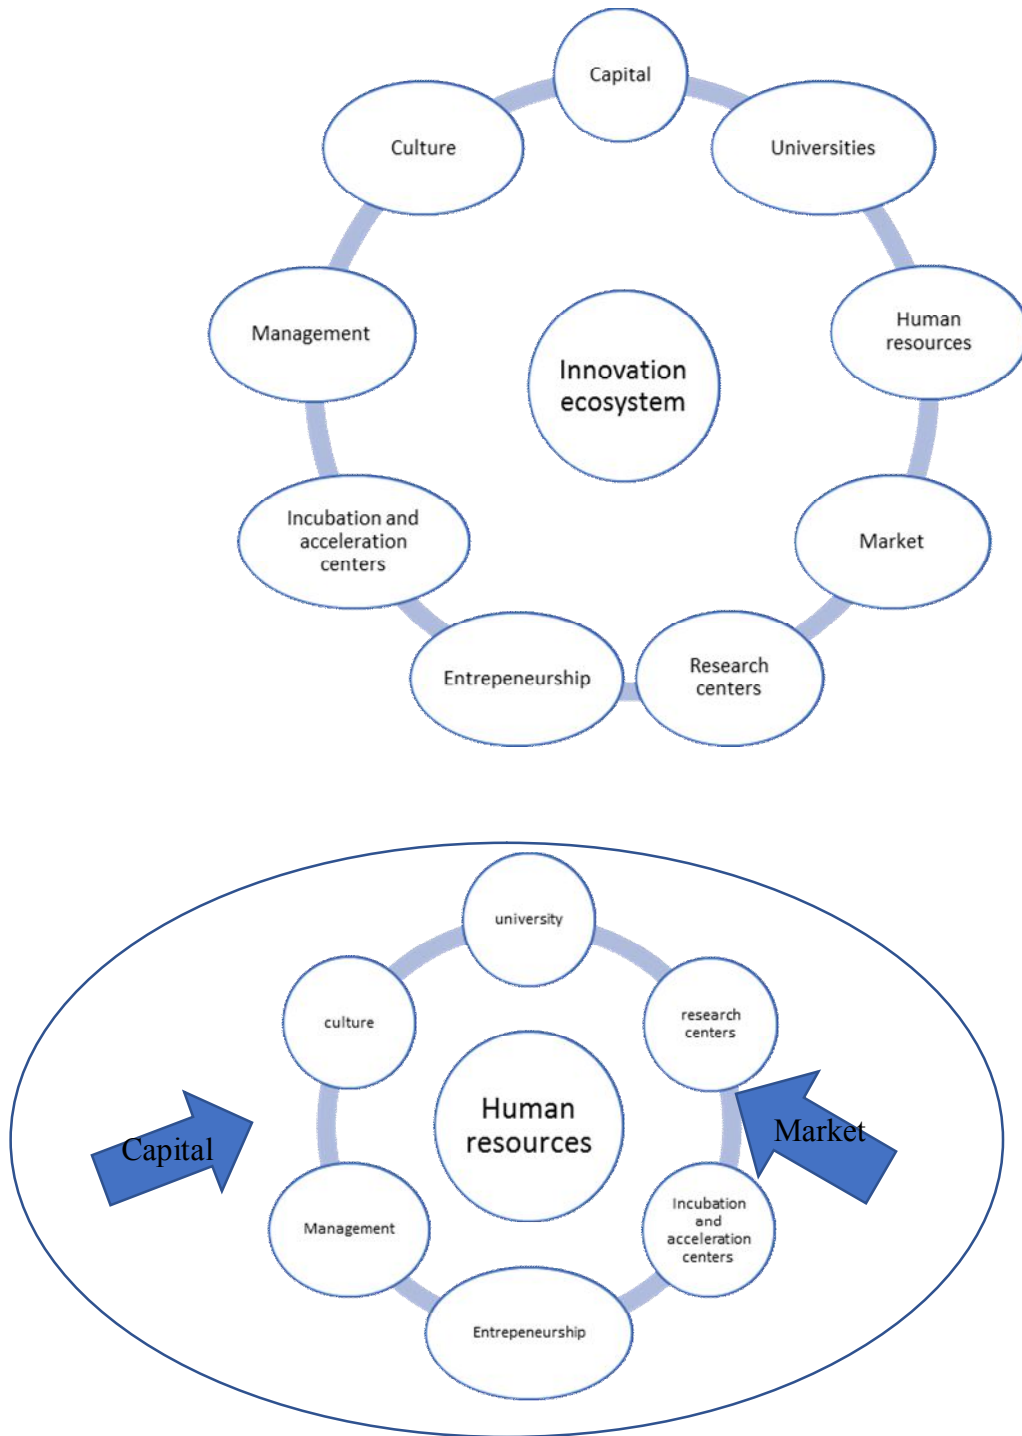 Capital
Culture
Universities
Management
Human
resources
Innovation
ecosystem
Incubation and
acceleration
centers
Market
Entrepeneurship
Research
centers
university
culture
research
centers
Human
resources
Capital
Market
Management
Incubation
and
acceleration
centers
Entrepeneurship